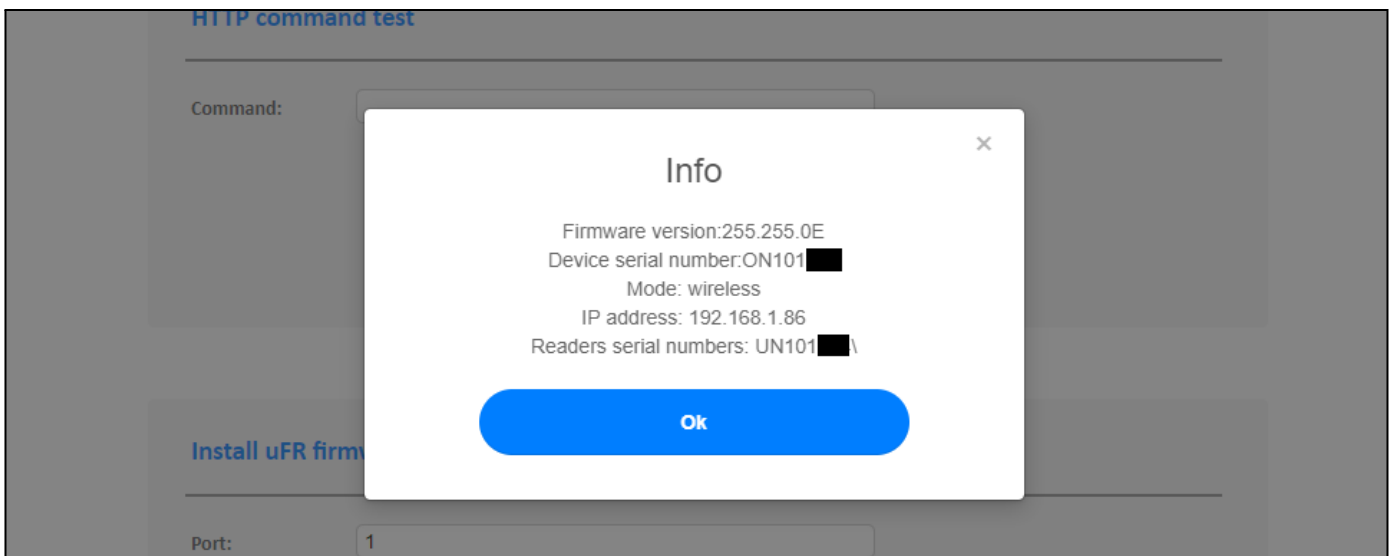 HTTP command test
Command:
×
Info
Firmware version:255.255.0E
Device serial number:ON101
Mode: wireless
IP address: 192.168.1.86
Readers serial numbers: UN101 \
Ok
Install uFR
Port:
1